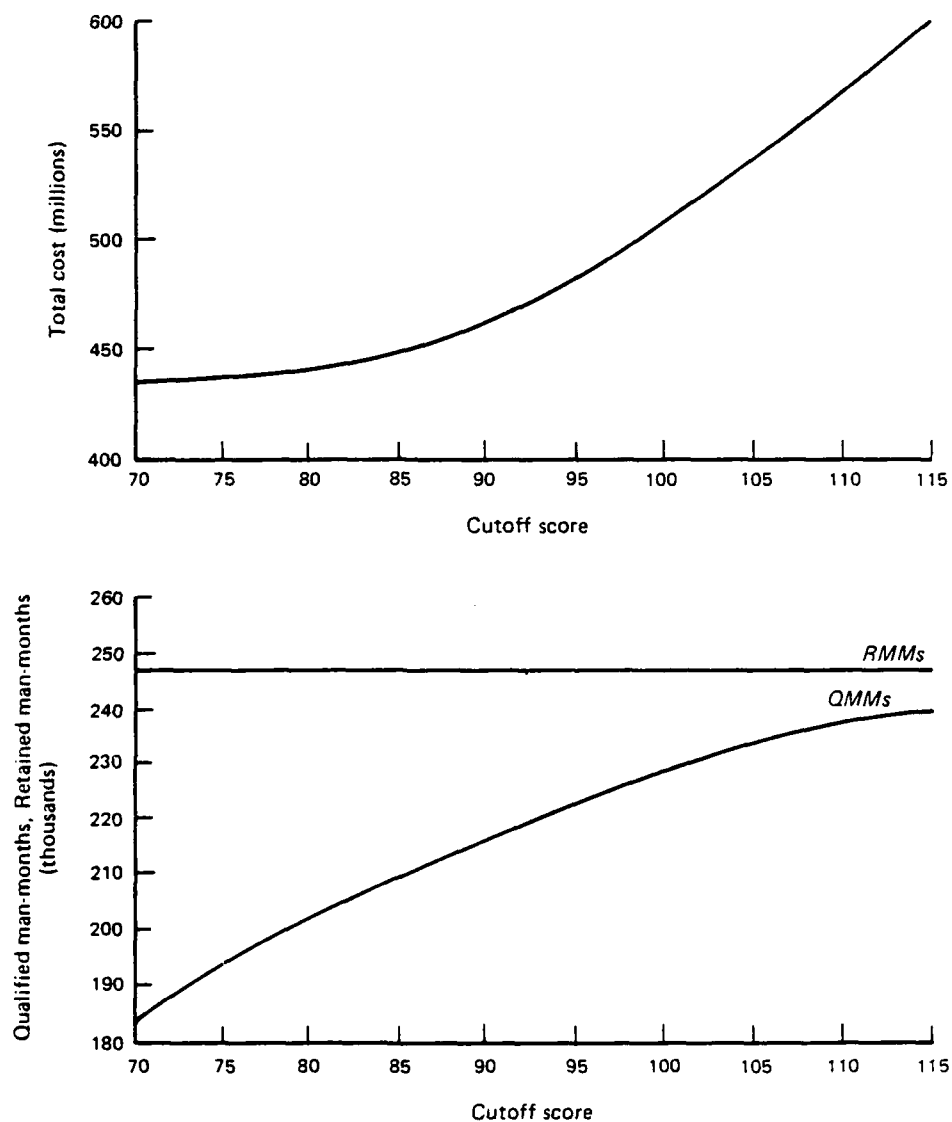 600
550
500
450
400
Total cost (millions)
70 75 80 85 90 95 100 105 110 115
Cutoff score
260
250
240
230
220
210
200
190
180
Qualified man-months, Retained man-months
(thousands)
RMMs
QMMs
70 75 80 85 90 95 100 105 110 115
Cutoff score